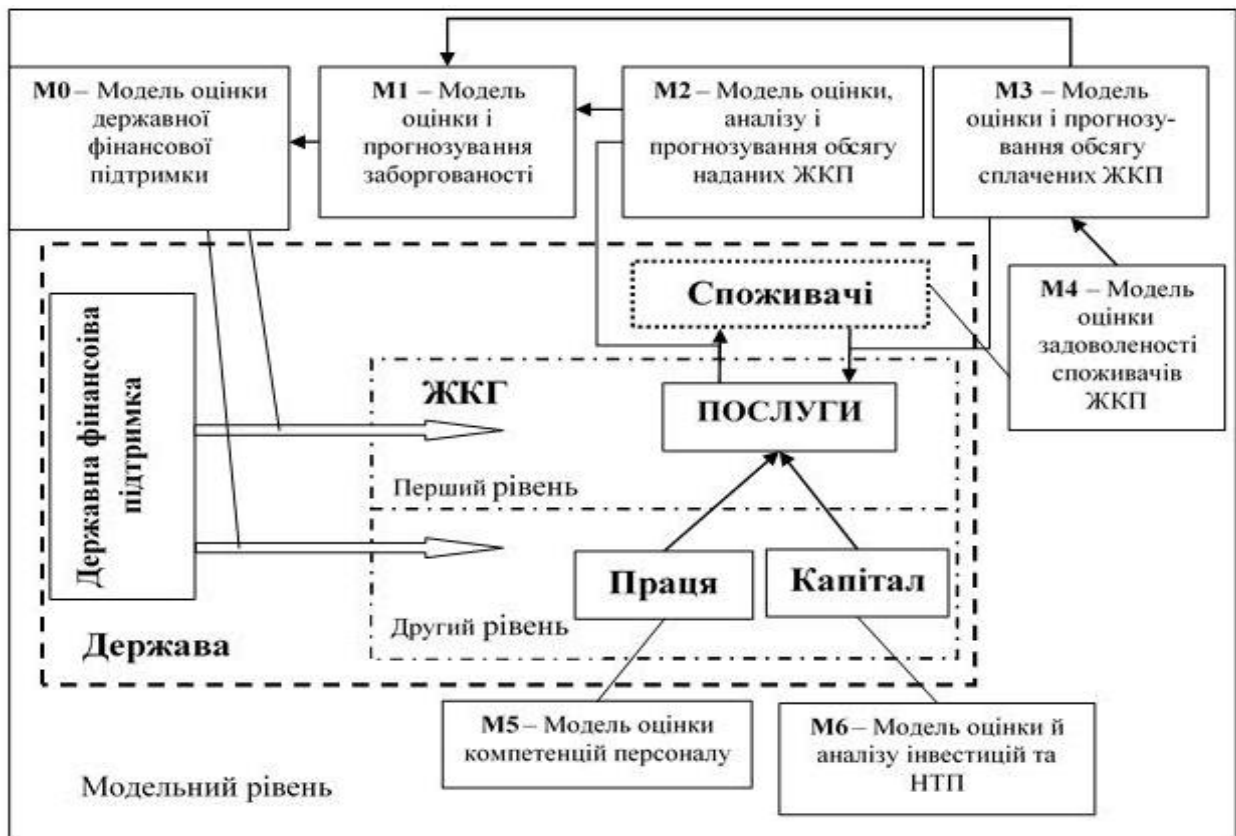 М0 – Модель оцінки
державної
фінансової
підтримки
М1 – Модель
оцінки і
прогнозування
заборгованості
М2 – Модель оцінки,
аналізу і
прогнозування обсягу
наданих ЖКП
М3 – Модель
оцінки і прогнозу-
вання обсягу
сплачених ЖКП
Споживачі
М4 – Модель
оцінки
задоволеності
споживачів
ЖКП
Державна фінансоіва
підтримка
ЖКГ
ПОСЛУГИ
Перший рівень
Праця
Капітал
Другий рівень
Держава
М5 – Модель оцінки
компетенцій персоналу
М6 – Модель оцінки й
аналізу інвестицій та
НТП
Модельний рівень